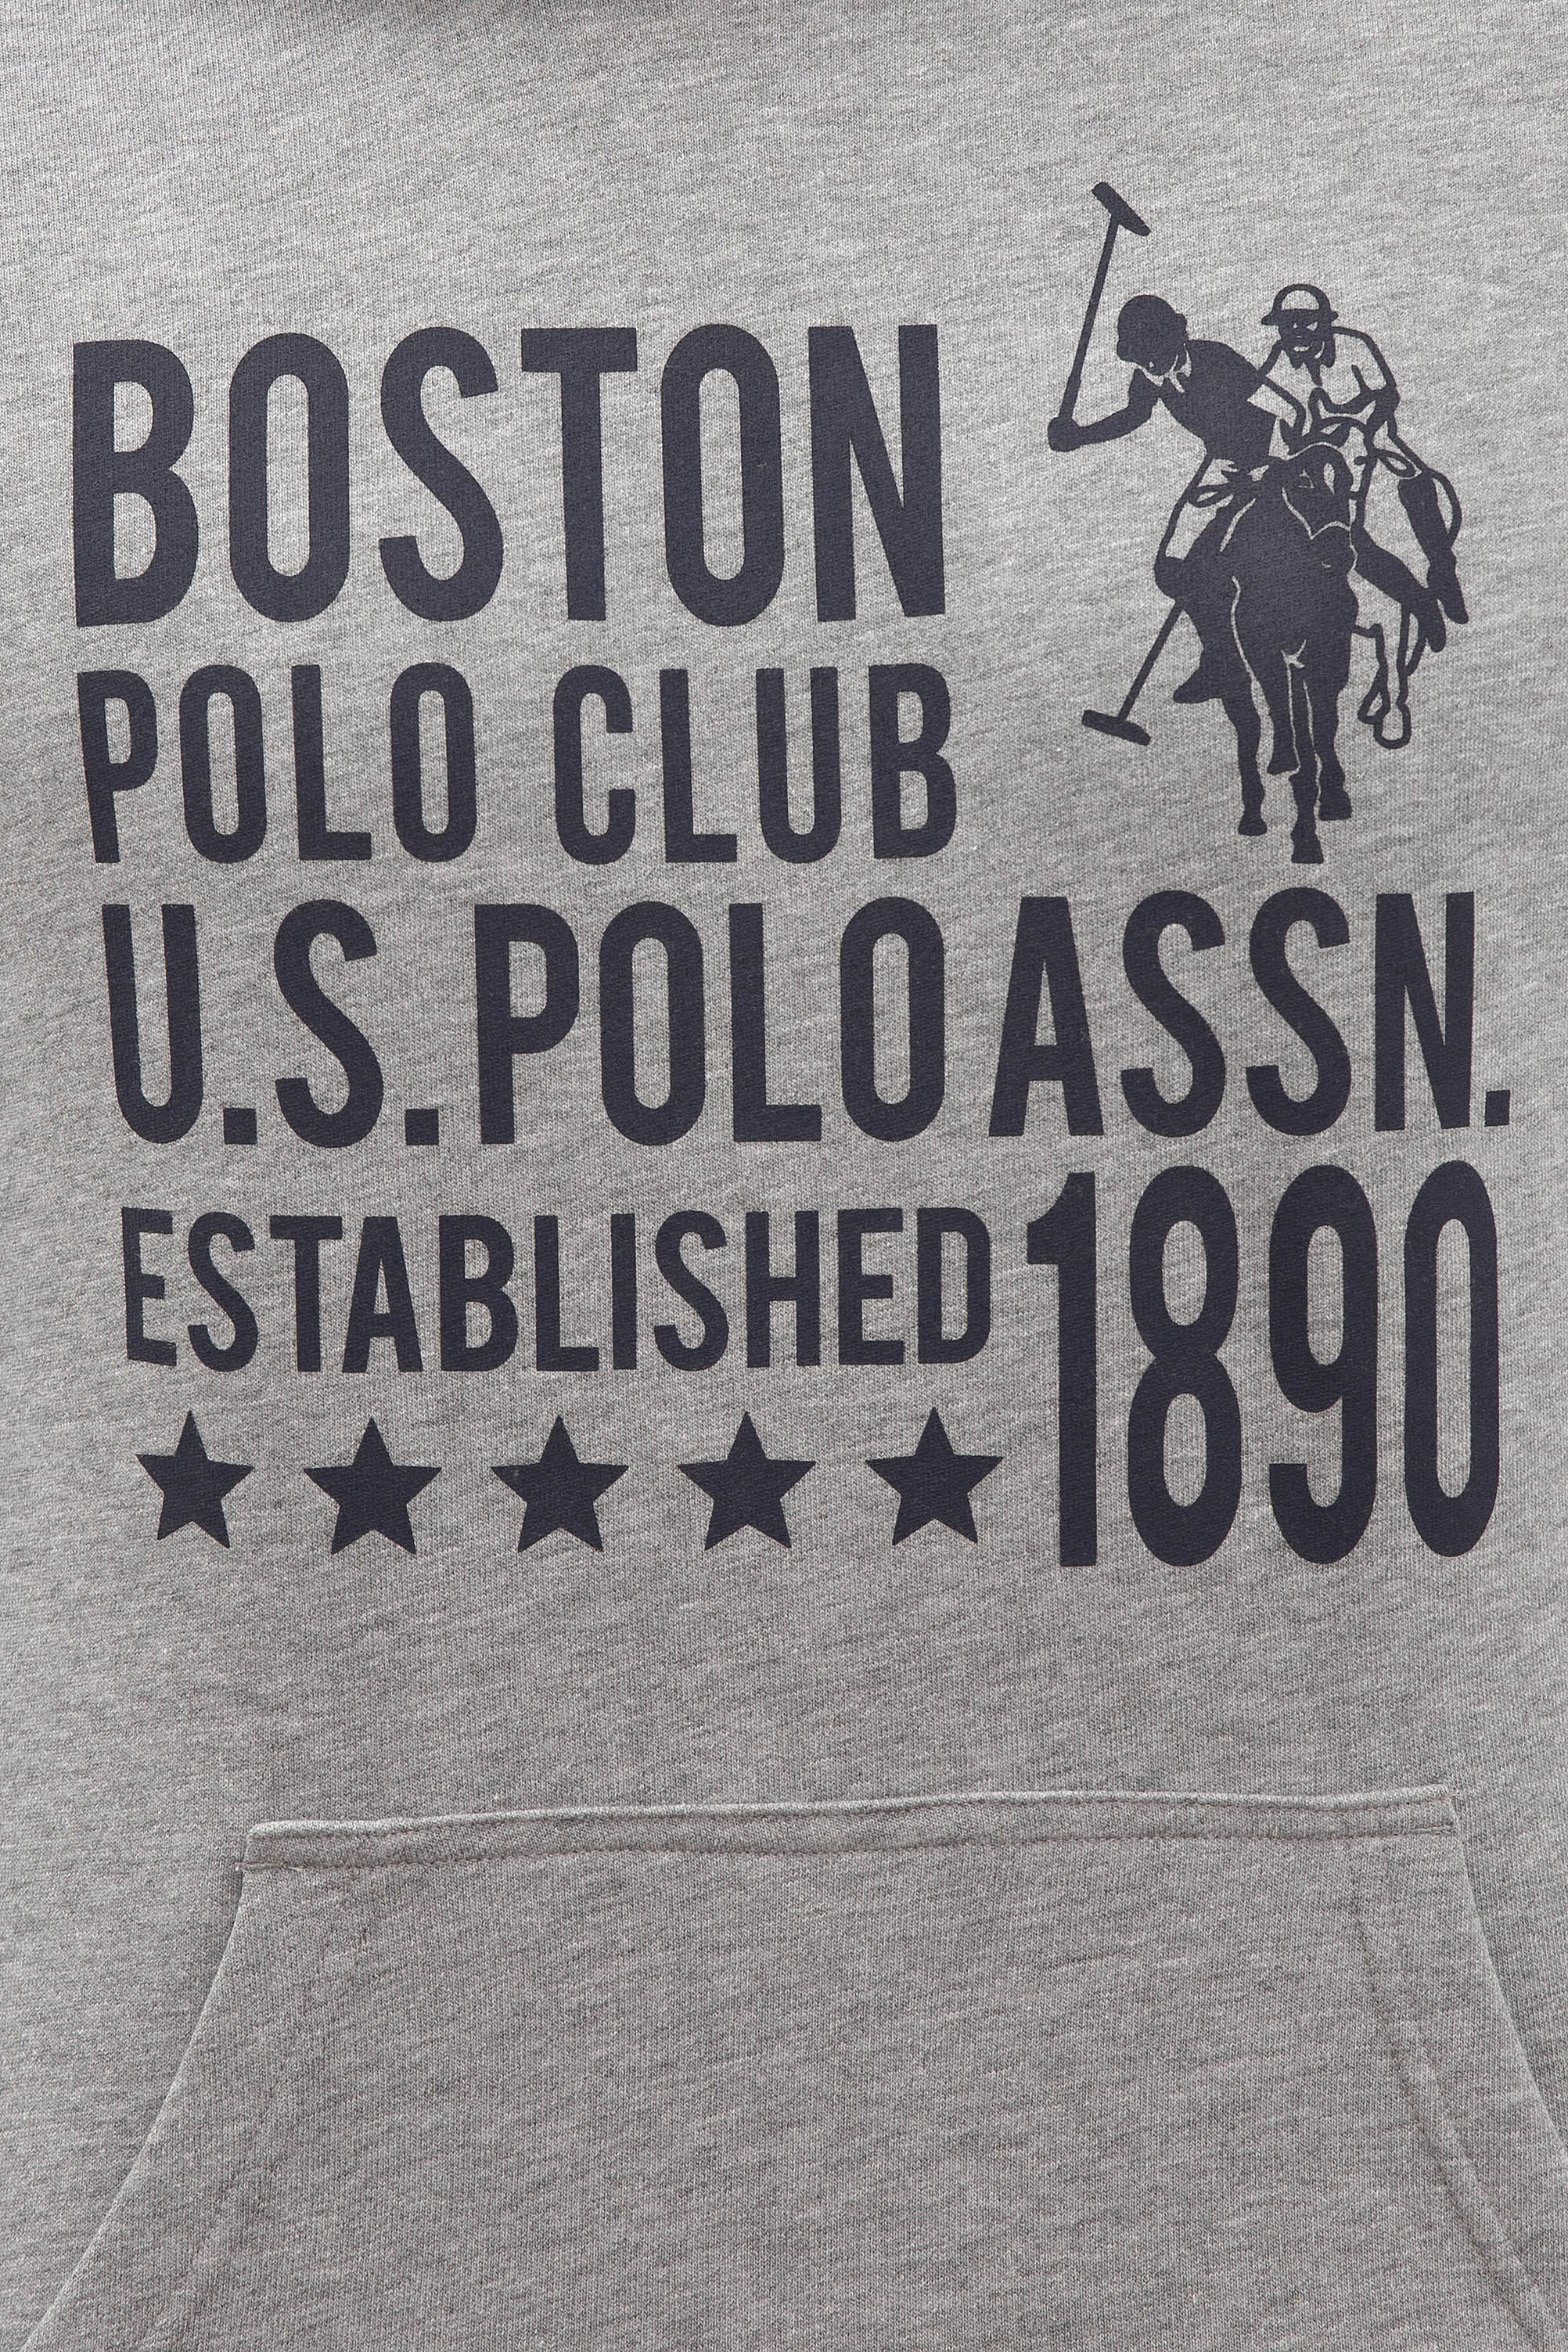 BOSTON
POLO CLUB
U.S. POLO ASSN.
ESTABLISHED 1890